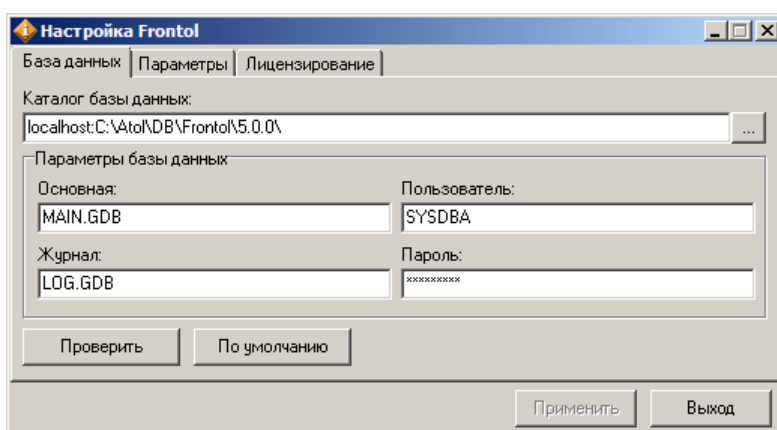 Настройка Frontol
База данных Параметры Лицензирование
Каталог базы данных:
localhost:C:\Atol\DB\Frontol\5.0.0\ ...
Параметры базы данных
Основная: Пользователь:
MAIN.GDB SYSDBA
Журнал: Пароль:
LOG.GDB ×××××××××
Проверить По умолчанию
Применить Выход